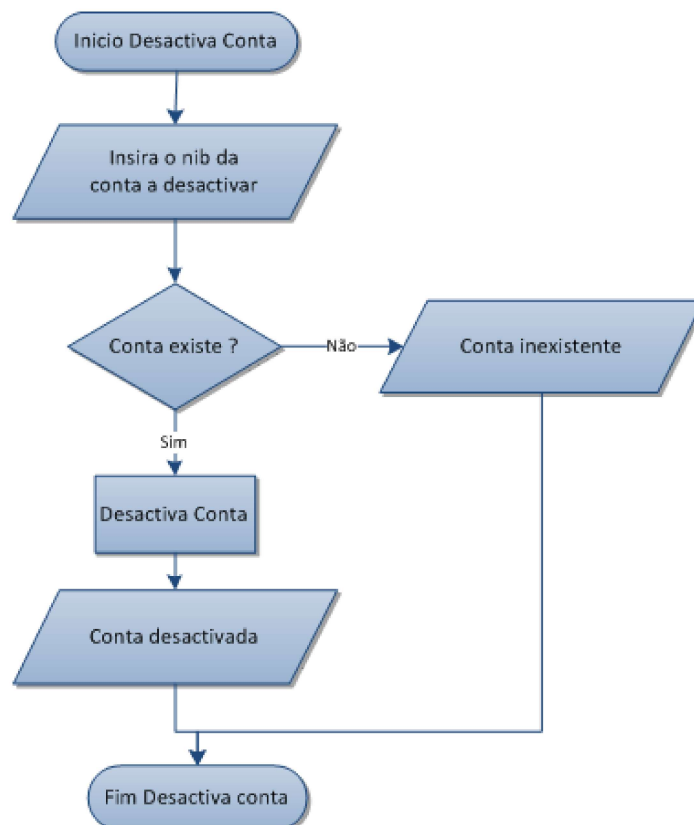 Inicio Desactiva Conta
Insira o nib da
conta a desactivar
Conta existe ?
Não
Conta inexistente
Sim
Desactiva Conta
Conta desactivada
Fim Desactiva conta